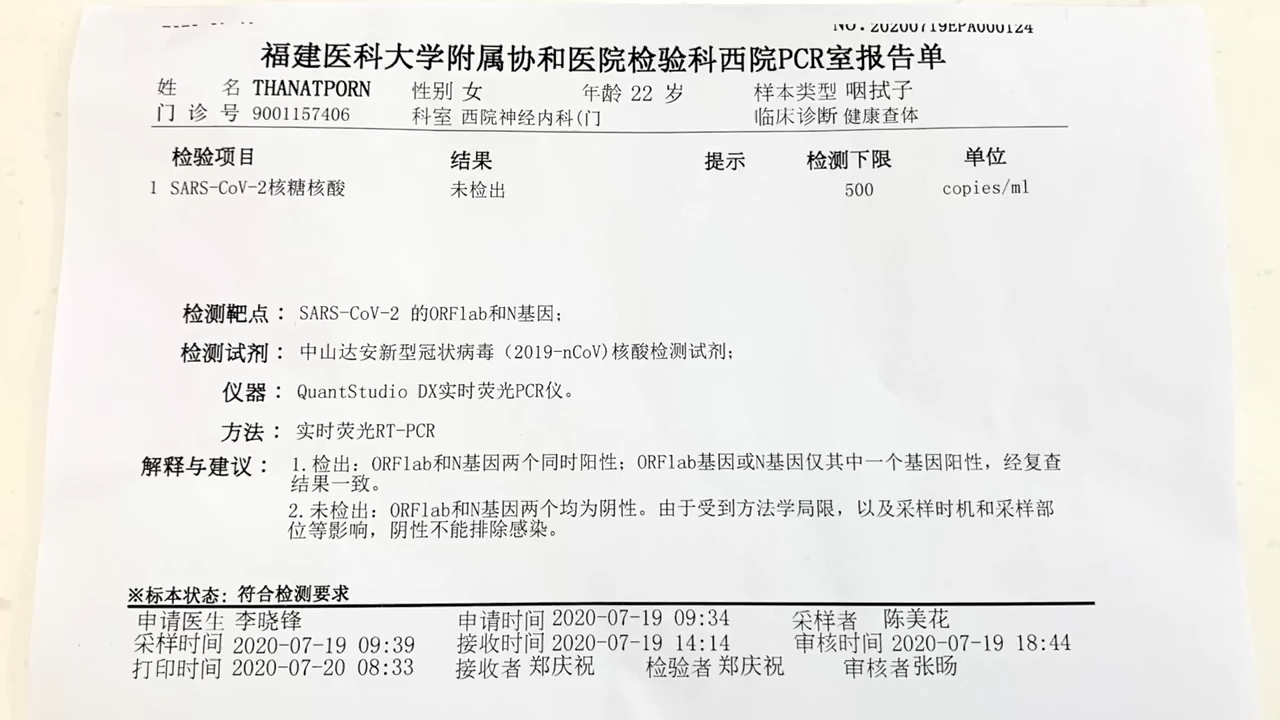 NO.20200719EPA000124
福建医科大学附属协和医院检验科西院PCR室报告单
姓 名 THANATPORN 性别 女 年龄 22 岁 样本类型 咽拭子
门 诊 号 9001157406 科室 西院神经内科(门 临床诊断 健康查体
检验项目 结果 提示 检测下限 单位
1 SARS-CoV-2核糖核酸 未检出 500 copies/ml
检测靶点： SARS-CoV-2 的ORF1ab和N基因；
检测试剂： 中山达安新型冠状病毒（2019-nCoV)核酸检测试剂；
仪器： QuantStudio DX实时荧光PCR仪。
方法： 实时荧光RT-PCR
解释与建议： 1.检出：ORF1ab和N基因两个同时阳性；ORF1ab基因或N基因仅其中一个基因阳性，经复查
结果一致。
2.未检出：ORF1ab和N基因两个均为阴性。由于受到方法学局限，以及采样时机和采样部
位等影响，阴性不能排除感染。
※标本状态：符合检测要求
申请医生 李晓锋 申请时间 2020-07-19 09:34 采样者 陈美花
采样时间 2020-07-19 09:39 接收时间 2020-07-19 14:14 审核时间 2020-07-19 18:44
打印时间 2020-07-20 08:33 接收者 郑庆祝 检验者 郑庆祝 审核者 张旸